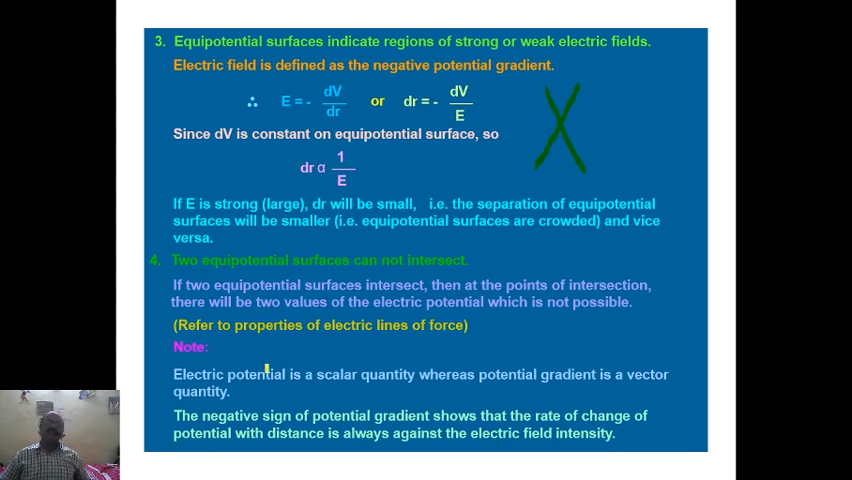 3. Equipotential surfaces indicate regions of strong or weak electric fields.
Electric field is defined as the negative potential gradient.
∴ E = - dV/dr or dr = - dV/E
Since dV is constant on equipotential surface, so
dr α 1/E
If E is strong (large), dr will be small, i.e. the separation of equipotential
surfaces will be smaller (i.e. equipotential surfaces are crowded) and vice
versa.
4. Two equipotential surfaces can not intersect.
If two equipotential surfaces intersect, then at the points of intersection,
there will be two values of the electric potential which is not possible.
(Refer to properties of electric lines of force)
Note:
Electric potential is a scalar quantity whereas potential gradient is a vector
quantity.
The negative sign of potential gradient shows that the rate of change of
potential with distance is always against the electric field intensity.